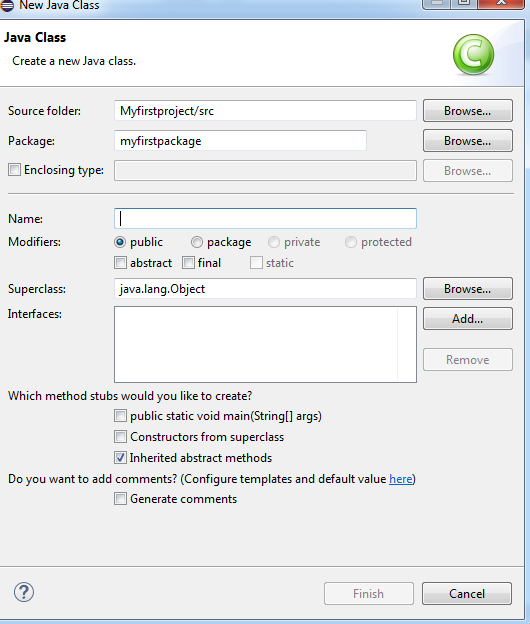 New Java Class
Java Class
Create a new Java class.
C
Source folder: Myfirstproject/src Browse...
Package: myfirstpackage Browse...
Enclosing type: Browse...
Name:
Modifiers: public package private protected
abstract final static
Superclass: java.lang.Object Browse...
Interfaces: Add...
Remove
Which method stubs would you like to create?
public static void main(String[] args)
Constructors from superclass
Inherited abstract methods
Do you want to add comments? (Configure templates and default value here)
Generate comments
? Finish Cancel